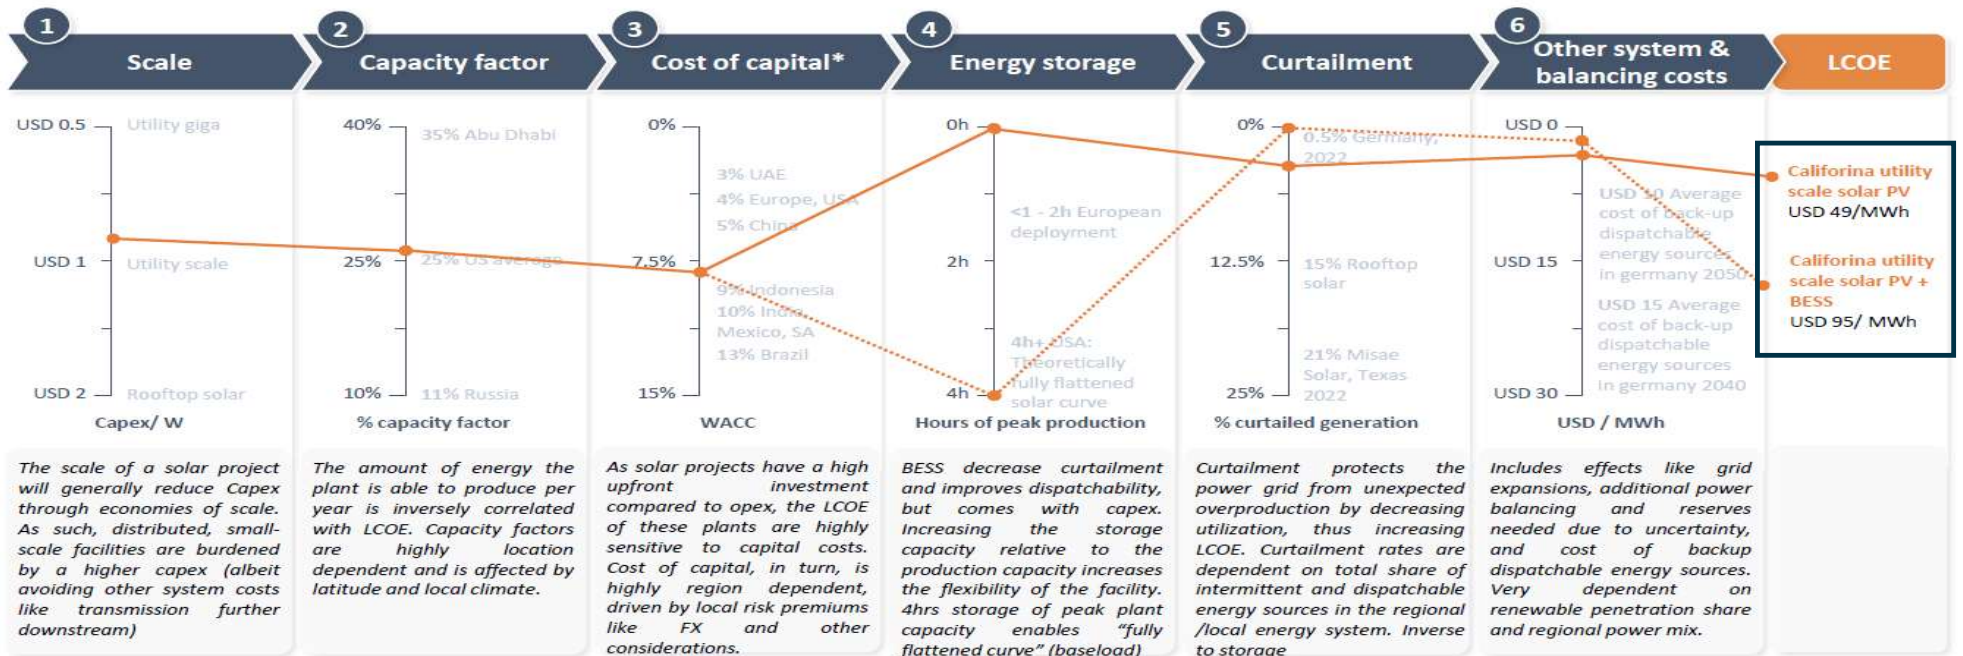 1
Scale
2
Capacity factor
3
Cost of capital*
4
Energy storage
5
Curtailment
6
Other system &
balancing costs
LCOE
USD 0.5
Utility giga
USD 1
Utility scale
USD 2
Rooftop solar
Capex/ W
40%
35% Abu Dhabi
25%
25% US average
10%
11% Russia
% capacity factor
0%
3% UAE
4% Europe, USA
5% China
7.5%
9% Indonesia
10% India,
Mexico, SA
13% Brazil
15%
WACC
0h
<1 - 2h European
deployment
2h
4h+ USA:
Theoretically
fully flattened
solar curve
4h
Hours of peak production
0%
0.5% Germany,
2022
12.5%
15% Rooftop
solar
21% Misae
Solar, Texas
2022
25%
% curtailed generation
USD 0
USD 10 Average
cost of back-up
dispatchable
energy sources
in germany 2050
USD 15
USD 15 Average
cost of back-up
dispatchable
energy sources
in germany 2040
USD 30
USD / MWh
Califorina utility
scale solar PV
USD 49/MWh
Califorina utility
scale solar PV +
BESS
USD 95/ MWh
The scale of a solar project
will generally reduce Capex
through economies of scale.
As such, distributed, small-
scale facilities are burdened
by a higher capex (albeit
avoiding other system costs
like transmission further
downstream)
The amount of energy the
plant is able to produce per
year is inversely correlated
with LCOE. Capacity factors
are highly location
dependent and is affected by
latitude and local climate.
As solar projects have a high
upfront investment
compared to opex, the LCOE
of these plants are highly
sensitive to capital costs.
Cost of capital, in turn, is
highly region dependent,
driven by local risk premiums
like FX and other
considerations.
BESS decrease curtailment
and improves dispatchability,
but comes with capex.
Increasing the storage
capacity relative to the
production capacity increases
the flexibility of the facility.
4hrs storage of peak plant
capacity enables “fully
flattened curve” (baseload)
Curtailment protects the
power grid from unexpected
overproduction by decreasing
utilization, thus increasing
LCOE. Curtailment rates are
dependent on total share of
intermittent and dispatchable
energy sources in the regional
/local energy system. Inverse
to storage
Includes effects like grid
expansions, additional power
balancing and reserves
needed due to uncertainty,
and cost of backup
dispatchable energy sources.
Very dependent on
renewable penetration share
and regional power mix.